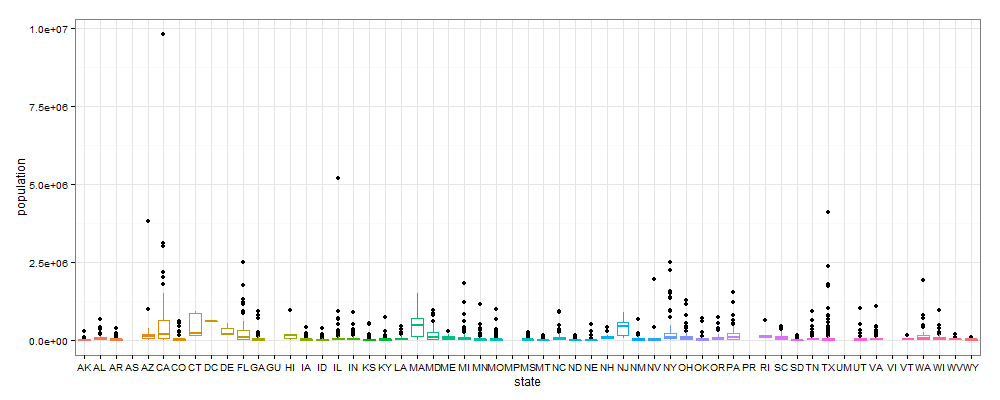 1.0e+07
7.5e+06
5.0e+06
2.5e+06
0.0e+00
population
AK AL AR AS AZ CA CO CT DC DE FL GA GU HI IA ID IL IN KS KY LA MA MD ME MI MN MO MP MS MT NC ND NE NH NJ NM NV NY OH OK OR PA PR RI SC SD TN TX UM UT VA VI VT WA WI WV WY
state